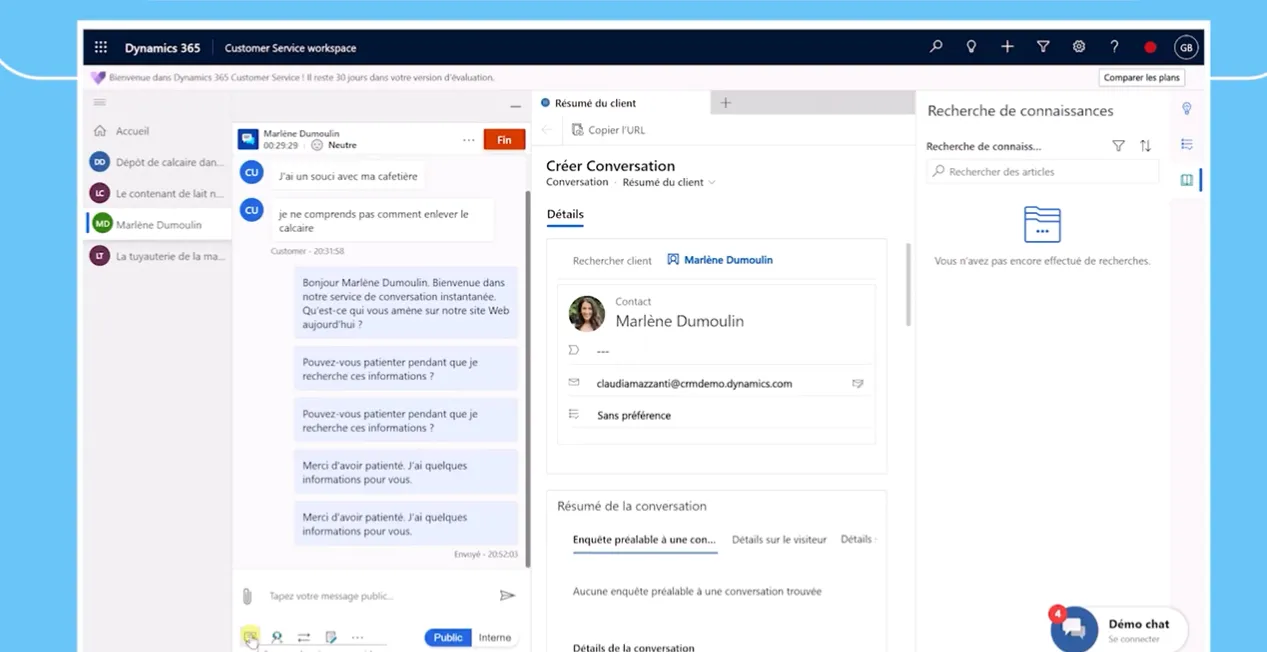 Dynamics 365
Customer Service workspace
GB
Bienvenue dans Dynamics 365 Customer Service ! Il reste 30 jours dans votre version d'évaluation.
Comparer les plans
Accueil
DD Dépôt de calcaire dan...
LC Le contenant de lait n...
MD Marlène Dumoulin
LT La tuyauterie de la ma...
Marlène Dumoulin
00:29:29
Neutre
Fin
CU
J'ai un souci avec ma cafetière
CU
je ne comprends pas comment enlever le
calcaire
Customer - 20:31:58
Bonjour Marlène Dumoulin. Bienvenue dans
notre service de conversation instantanée.
Qu'est-ce qui vous amène sur notre site Web
aujourd'hui ?
Pouvez-vous patienter pendant que je
recherche ces informations ?
Pouvez-vous patienter pendant que je
recherche ces informations ?
Merci d'avoir patienté. J'ai quelques
informations pour vous.
Merci d'avoir patienté. J'ai quelques
informations pour vous.
Envoyé - 20:52:03
Tapez votre message public...
Public
Interne
Résumé du client
Copier l'URL
Créer Conversation
Conversation · Résumé du client
Détails
Rechercher client
Marlène Dumoulin
Contact
Marlène Dumoulin
---
claudiamazzanti@crmdemo.dynamics.com
Sans préférence
Résumé de la conversation
Enquête préalable à une con...
Détails sur le visiteur
Détails
Aucune enquête préalable à une conversation trouvée
Détails de la conversation
Recherche de connaissances
Recherche de connaiss...
Rechercher des articles
Vous n'avez pas encore effectué de recherches.
4
Démo chat
Se connecter